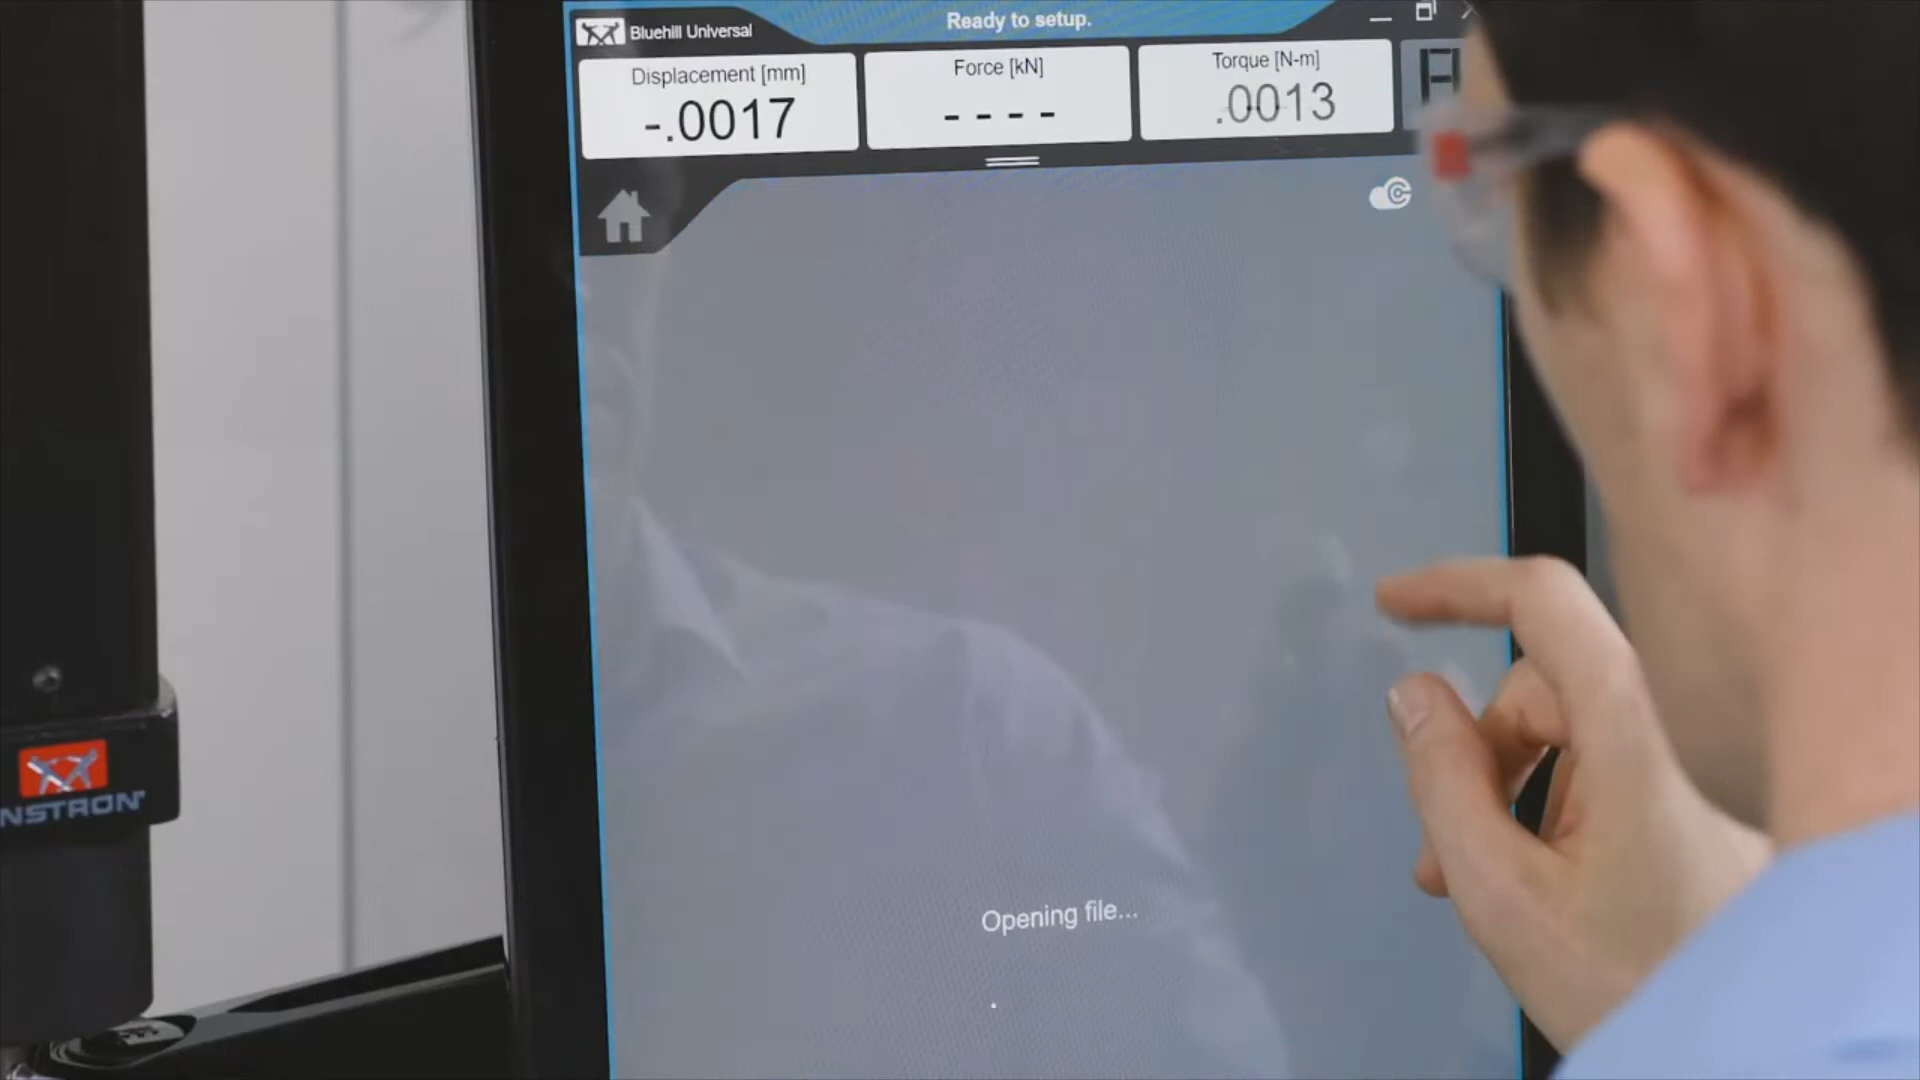 Ready to setup.
Bluehill Universal
Displacement [mm]
-.0017
Force [kN]
- - - -
Torque [N-m]
.0013
Opening file...
NSTRON